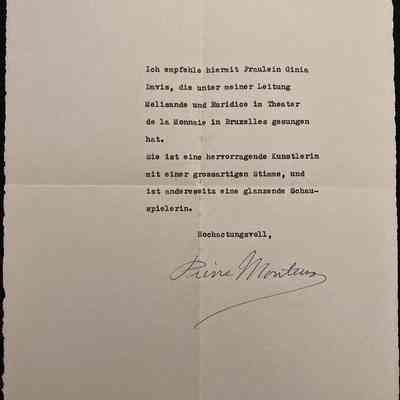 Ich empfehle hiermit Fraulein Ginia
Davis, die unter meiner Leitung
Melisande und Euridice im Theater
de la Monnaie in Bruxelles gesungen
hat.
Sie ist eine hervorragende Kunstlerin
mit einer grossartigen Stimme, und
ist anderseitz eine glanzende Schau-
spielerin.
Hochactungsvoll,
Pierre Monteux